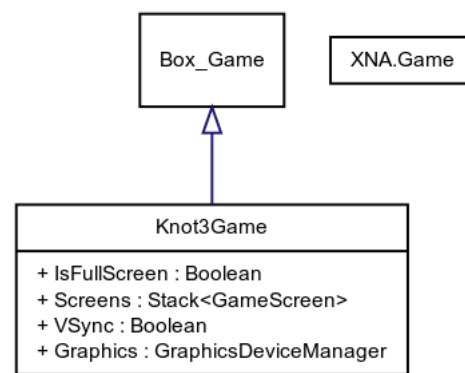 Box_Game
XNA.Game
Knot3Game
+ IsFullScreen : Boolean
+ Screens : Stack<GameScreen>
+ VSync : Boolean
+ Graphics : GraphicsDeviceManager